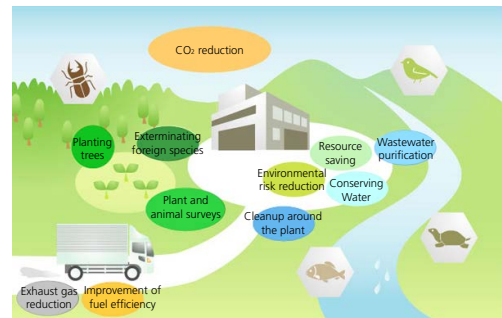 CO₂ reduction
Planting
trees
Exterminating
foreign species
Resource
saving
Wastewater
purification
Environmental
risk reduction
Conserving
Water
Plant and
animal surveys
Cleanup around
the plant
Exhaust gas
reduction
Improvement of
fuel efficiency